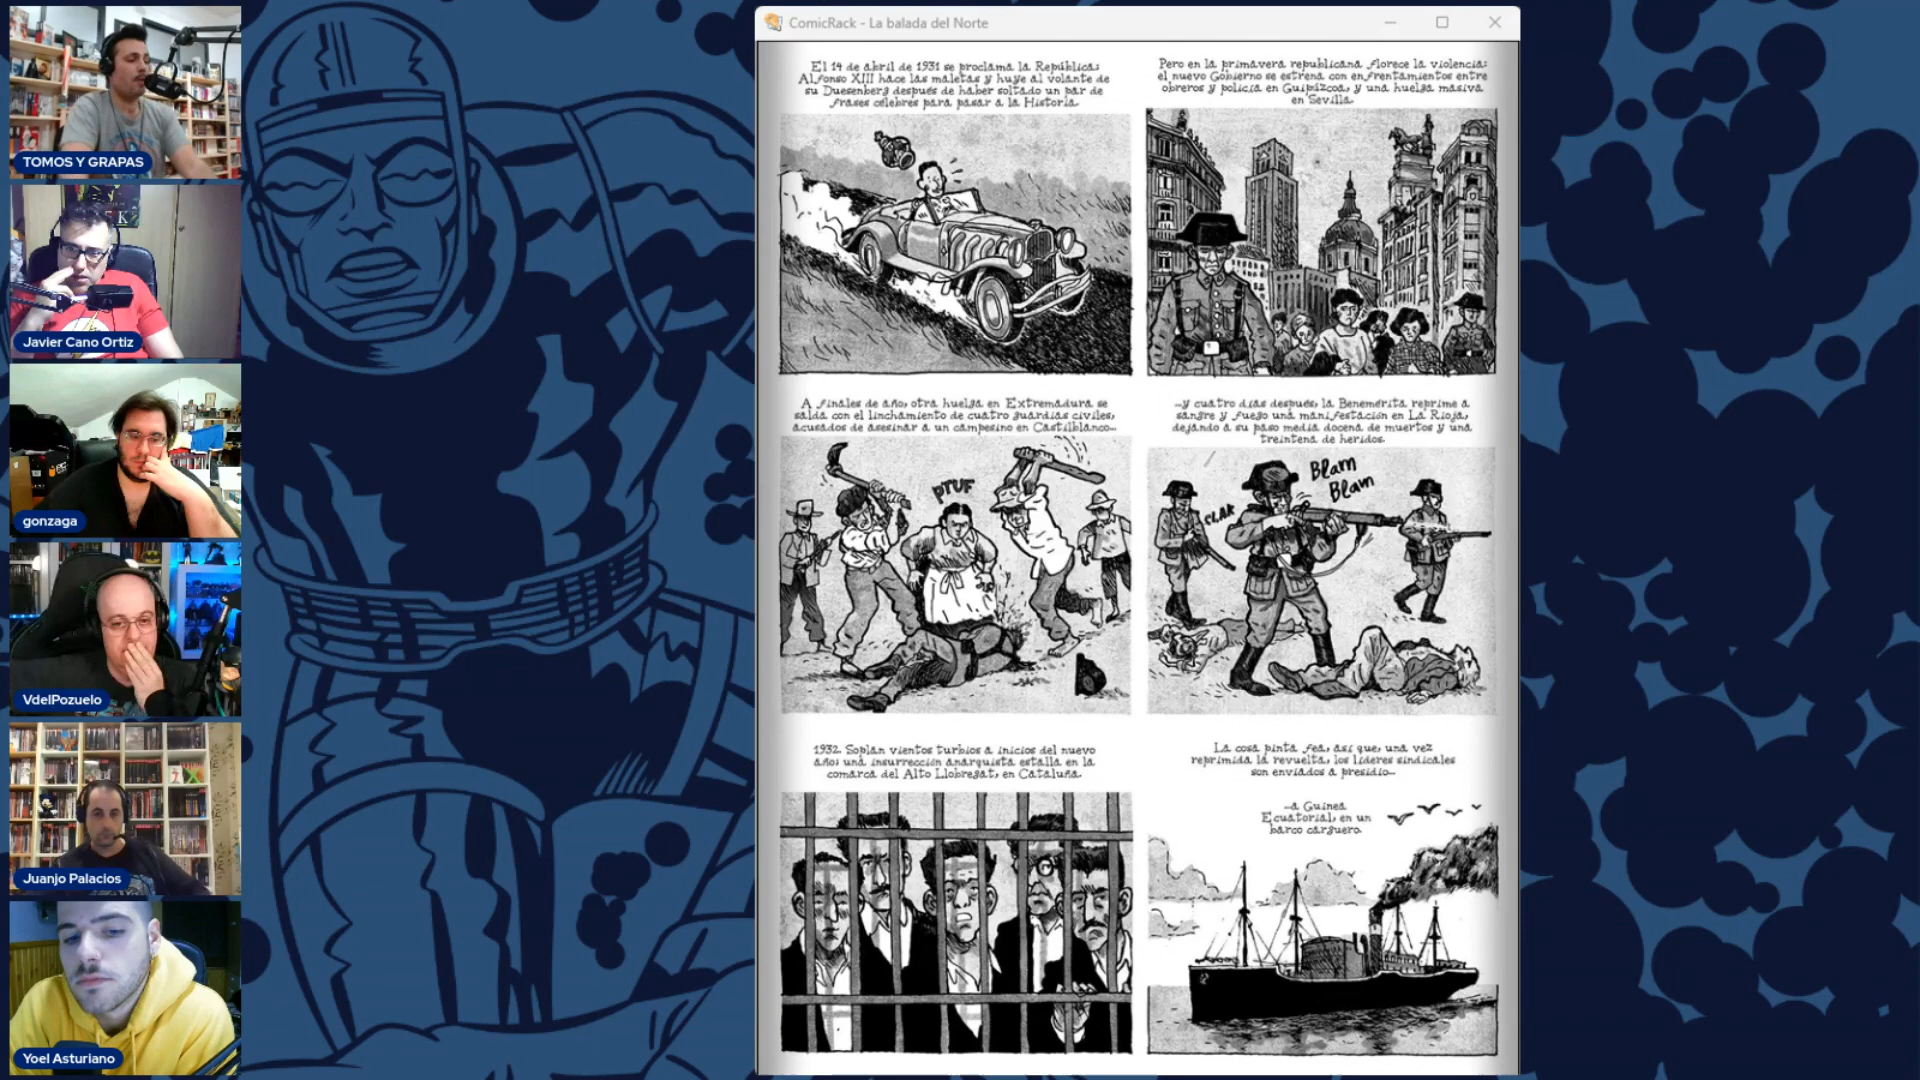 TOMOS Y GRAPAS
Javier Cano Ortiz
gonzaga
VdelPozuelo
Juanjo Palacios
Yoel Asturiano
ComicRack - La balada del Norte
El 14 de abril de 1931 se proclama la República;
Alfonso XIII hace las maletas y huye al volante de
su Duesenberg después de haber soltado un par de
frases célebres para pasar a la Historia.
Pero en la primavera republicana florece la violencia:
el nuevo Gobierno se estrena con enfrentamientos entre
obreros y policía en Guipúzcoa, y una huelga masiva
en Sevilla.
A finales de año, otra huelga en Extremadura se
salda con el linchamiento de cuatro guardias civiles,
acusados de asesinar a un campesino en Castilblanco...
PTUF
...y cuatro días después, la Benemérita reprime a
sangre y fuego una manifestación en La Rioja,
dejando a su paso media docena de muertos y una
treintena de heridos.
BLAM
BLAM
CLAK
1932. Soplan vientos turbios a inicios del nuevo
año; una insurrección anarquista estalla en la
comarca del Alto Llobregat, en Cataluña.
La cosa pinta fea, así que, una vez
reprimida la revuelta, los líderes sindicales
son enviados a presidio...
...a Guinea
Ecuatorial, en un
barco carguero.